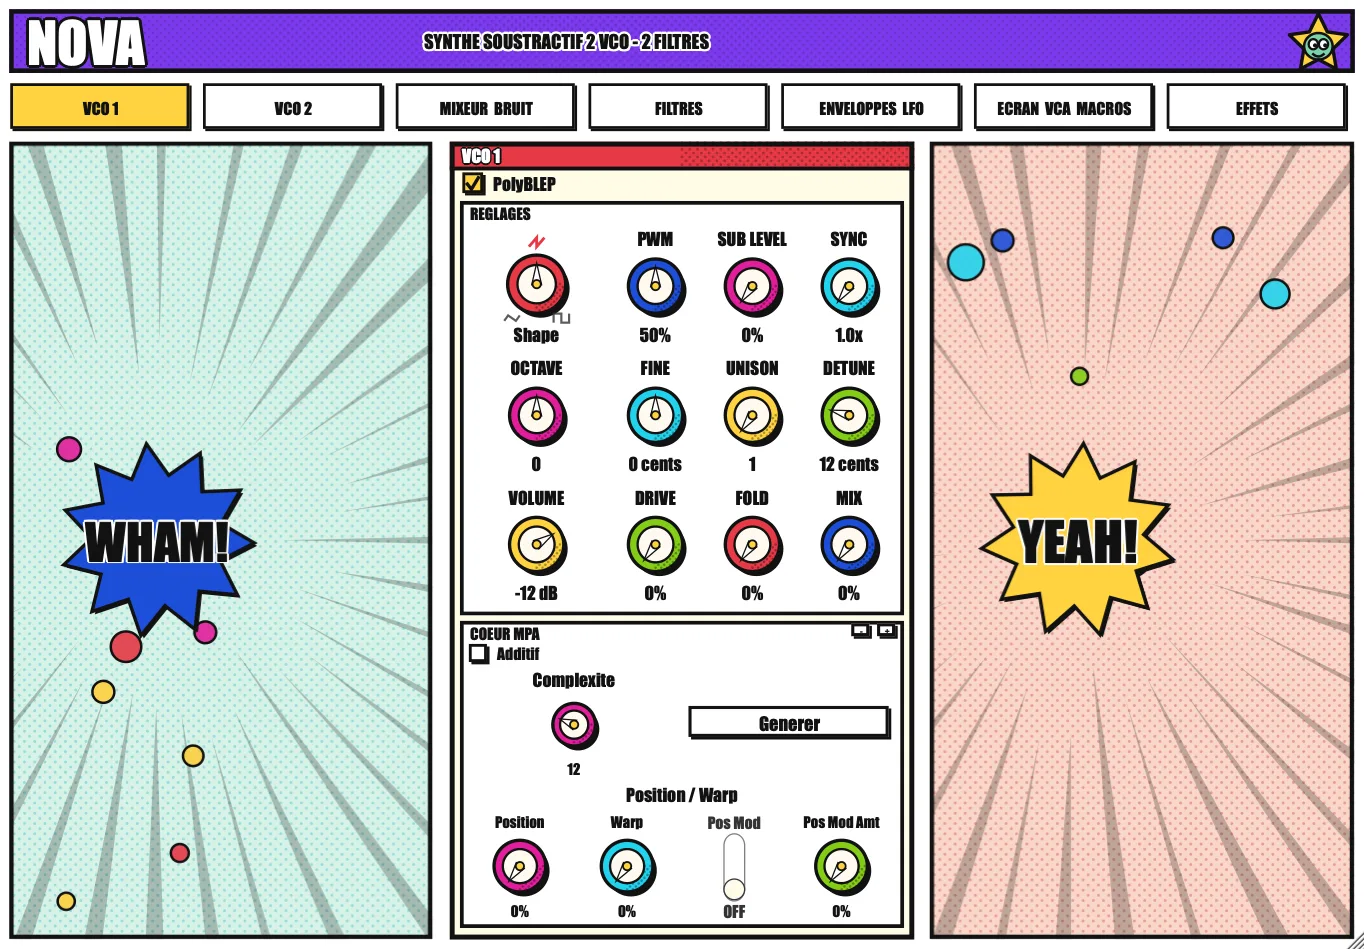 NOVA
SYNTHE SOUSTRACTIF 2 VCO - 2 FILTRES
VCO 1
VCO 2
MIXEUR BRUIT
FILTRES
ENVELOPPES LFO
ECRAN VCA MACROS
EFFETS
VCO 1
PolyBLEP
REGLAGES
PWM
SUB LEVEL
SYNC
Shape
50%
0%
1.0x
OCTAVE
FINE
UNISON
DETUNE
0
0 cents
1
12 cents
VOLUME
DRIVE
FOLD
MIX
-12 dB
0%
0%
0%
WHAM!
YEAH!
COEUR MPA
- +
Additif
Complexite
Generer
12
Position / Warp
Position
Warp
Pos Mod
Pos Mod Amt
0%
0%
OFF
0%